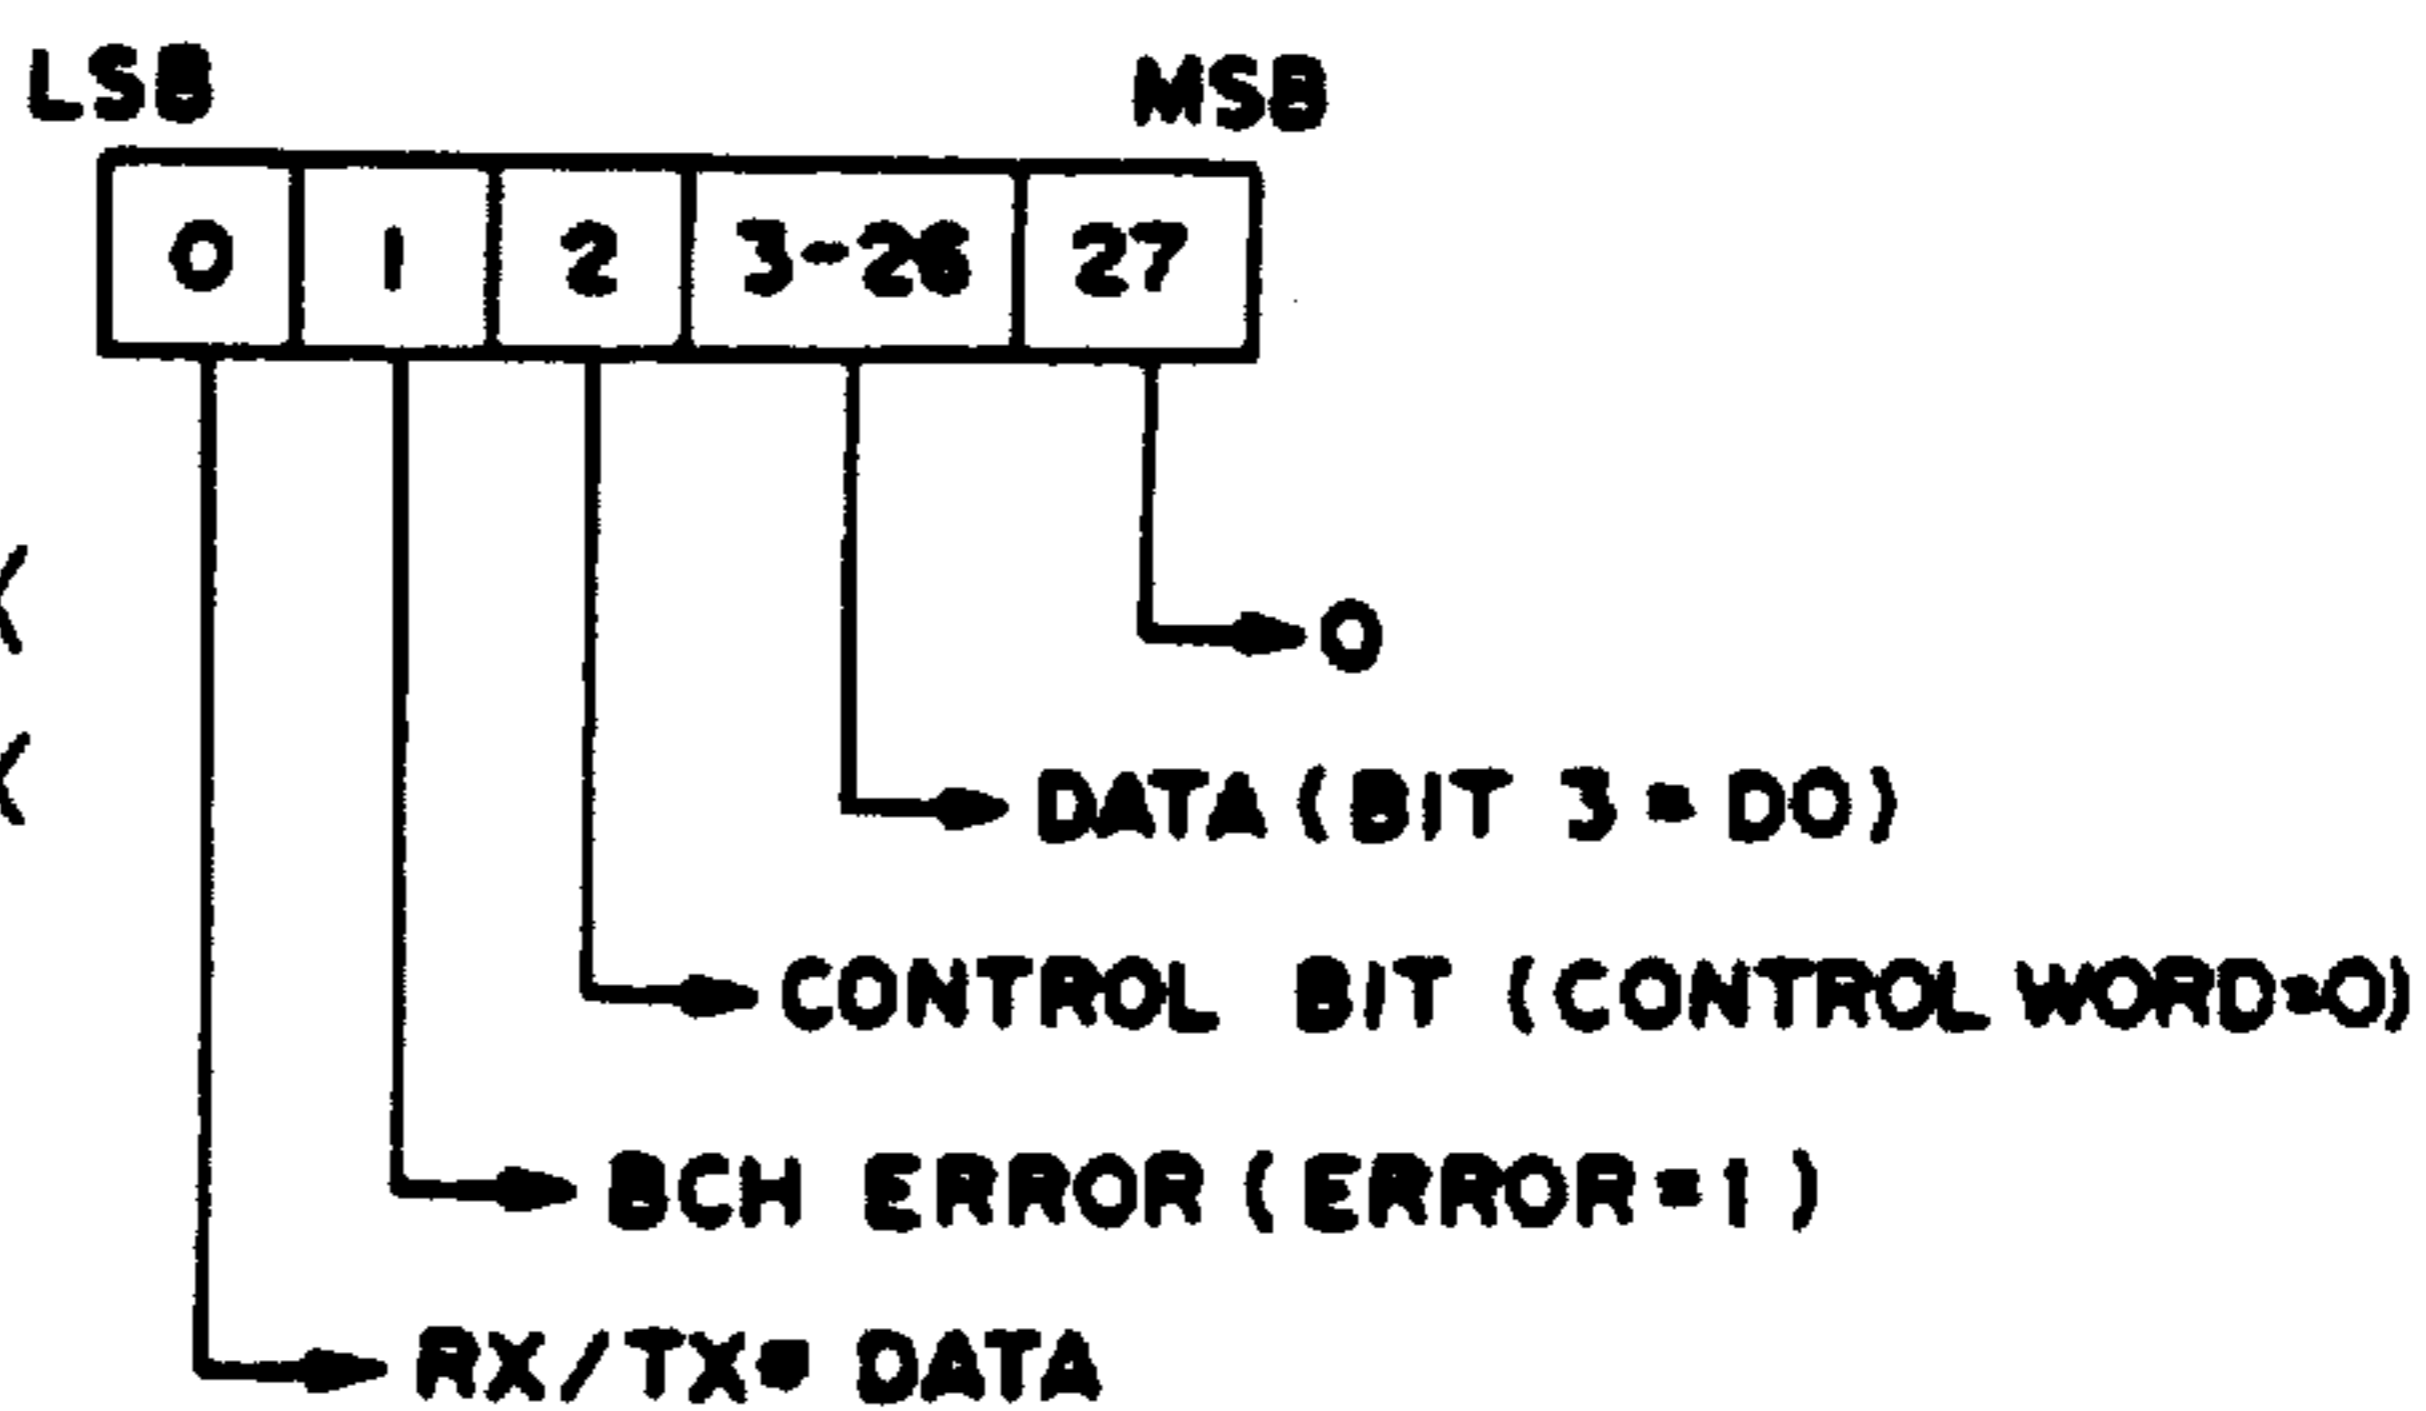 LSB MSB
0 1 2 3-26 27
0
DATA (BIT 3 = D0)
CONTROL BIT (CONTROL WORD=0)
BCH ERROR (ERROR=1)
RX/TX DATA